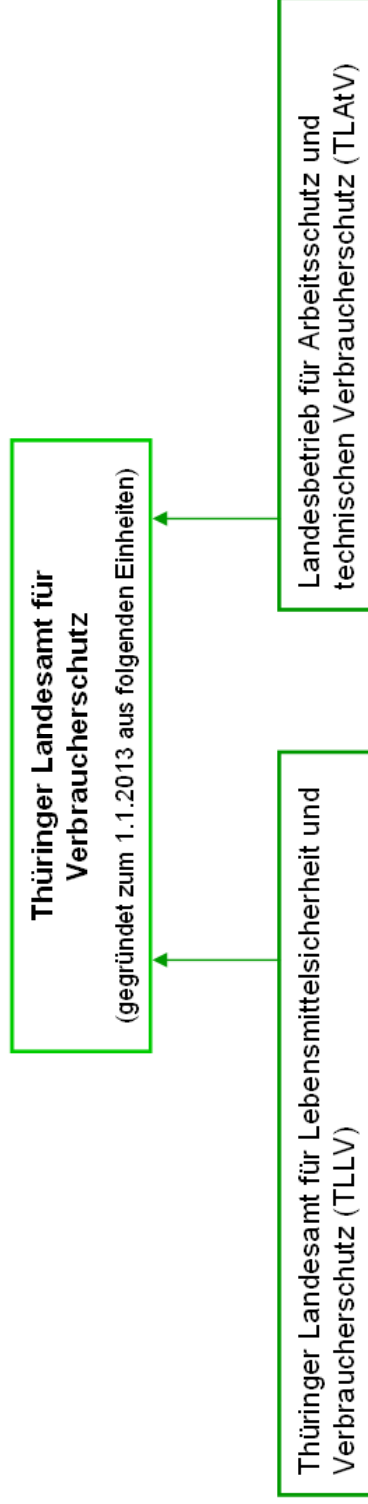 Thüringer Landesamt für
Verbraucherschutz
(gegründet zum 1.1.2013 aus folgenden Einheiten)
Thüringer Landesamt für Lebensmittelsicherheit und
Verbraucherschutz (TLLV)
Landesbetrieb für Arbeitsschutz und
technischen Verbraucherschutz (TLAtV)